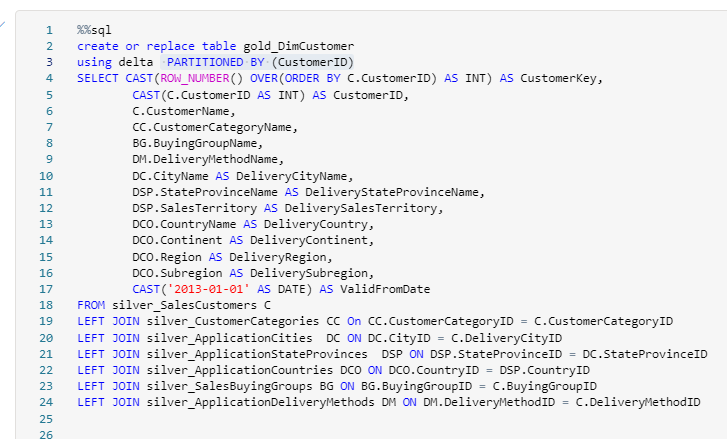 1 %%sql
2 create or replace table gold_DimCustomer
3 using delta PARTITIONED BY (CustomerID)
4 SELECT CAST(ROW_NUMBER() OVER(ORDER BY C.CustomerID) AS INT) AS CustomerKey,
5 CAST(C.CustomerID AS INT) AS CustomerID,
6 C.CustomerName,
7 CC.CustomerCategoryName,
8 BG.BuyingGroupName,
9 DM.DeliveryMethodName,
10 DC.CityName AS DeliveryCityName,
11 DSP.StateProvinceName AS DeliveryStateProvinceName,
12 DSP.SalesTerritory AS DeliverySalesTerritory,
13 DCO.CountryName AS DeliveryCountry,
14 DCO.Continent AS DeliveryContinent,
15 DCO.Region AS DeliveryRegion,
16 DCO.Subregion AS DeliverySubregion,
17 CAST('2013-01-01' AS DATE) AS ValidFromDate
18 FROM silver_SalesCustomers C
19 LEFT JOIN silver_CustomerCategories CC On CC.CustomerCategoryID = C.CustomerCategoryID
20 LEFT JOIN silver_ApplicationCities DC ON DC.CityID = C.DeliveryCityID
21 LEFT JOIN silver_ApplicationStateProvinces DSP ON DSP.StateProvinceID = DC.StateProvinceID
22 LEFT JOIN silver_ApplicationCountries DCO ON DCO.CountryID = DSP.CountryID
23 LEFT JOIN silver_SalesBuyingGroups BG ON BG.BuyingGroupID = C.BuyingGroupID
24 LEFT JOIN silver_ApplicationDeliveryMethods DM ON DM.DeliveryMethodID = C.DeliveryMethodID
25
26